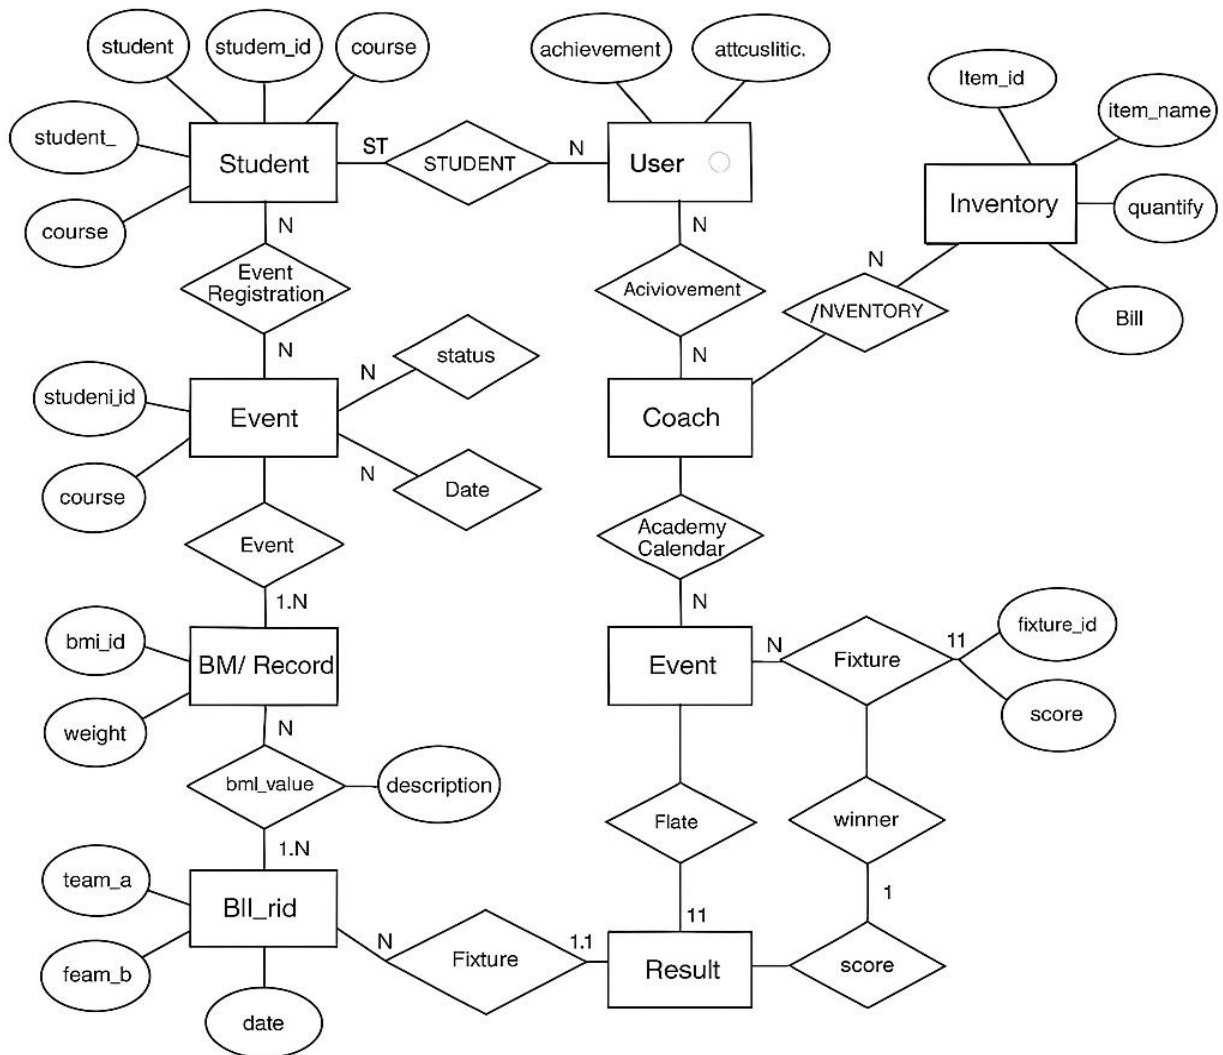 student
studem_id
course
achievement
attcuslitic.
Item_id
item_name
student_
Student
ST
STUDENT
N
User
course
Inventory
quantify
N
N
N
Event
Registration
Aciviovement
/NVENTORY
Bill
N
N
status
studeni_id
N
Event
Coach
course
N
Date
Event
Academy
Calendar
1.N
N
bmi_id
BM/ Record
Event
N
Fixture
11
fixture_id
score
weight
N
bml_value
description
Flate
winner
1.N
team_a
BII_rid
11
1
feam_b
N
Fixture
1.1
Result
score
date